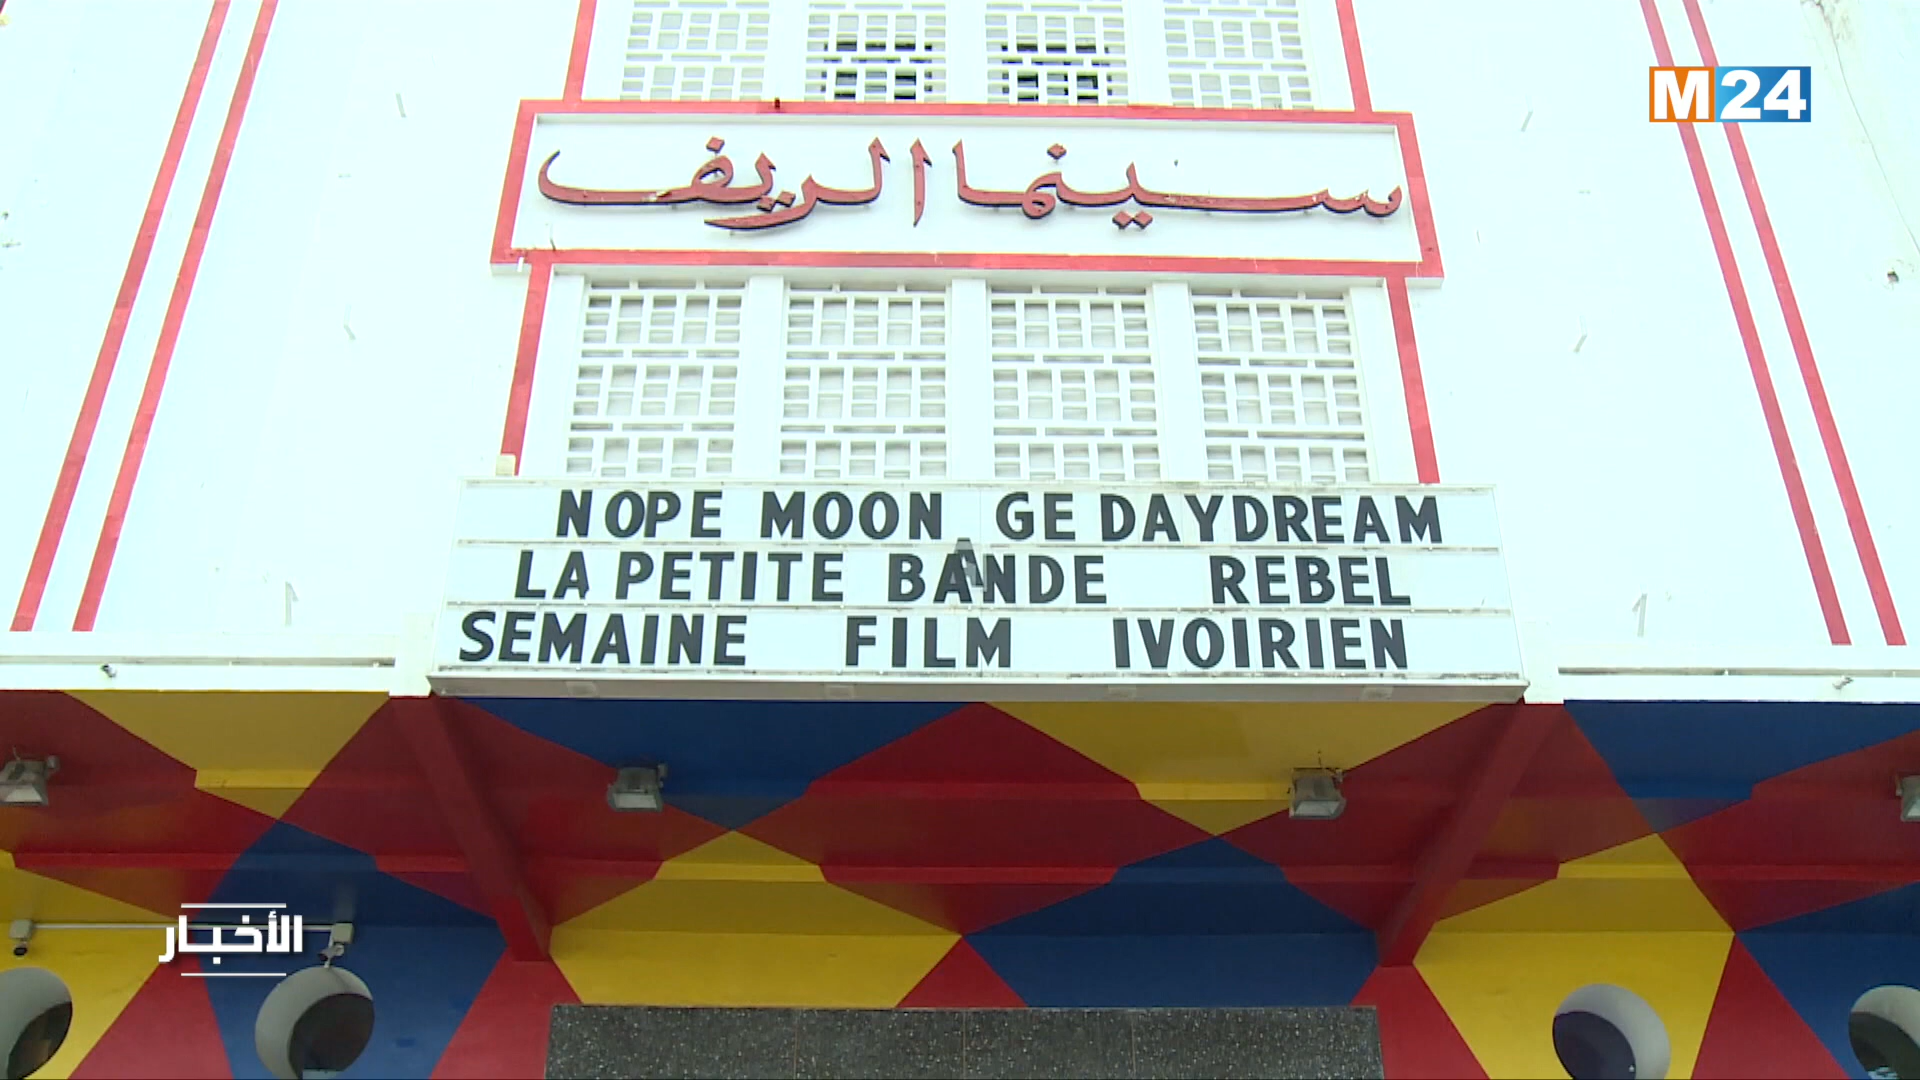 M24
سينما الريف
NOPE MOON GE DAYDREAM
LA PETITE BANDE REBEL
SEMAINE FILM IVOIRIEN
الأخبار